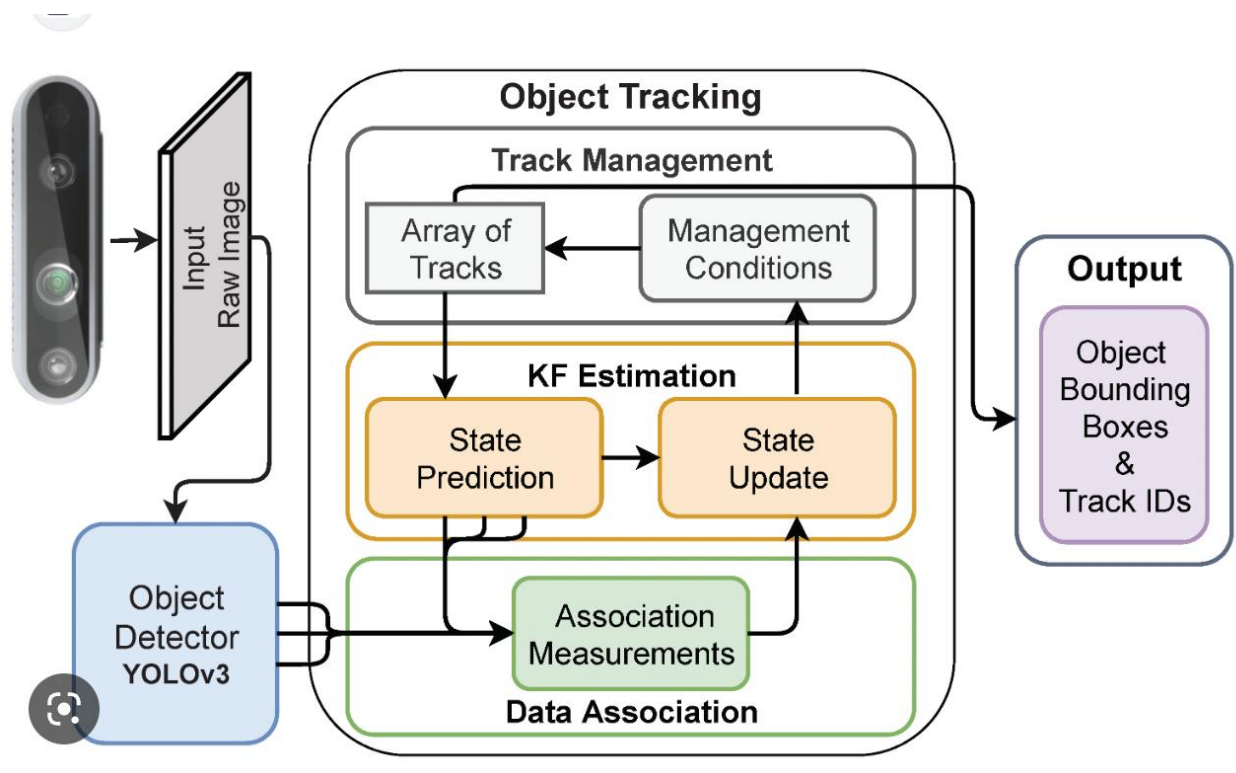 Object Tracking
Track Management
Input
Raw Image
Array of
Tracks
Management
Conditions
Output
Object
Bounding
Boxes
&
Track IDs
KF Estimation
State
Prediction
State
Update
Object
Detector
YOLOv3
Association
Measurements
Data Association